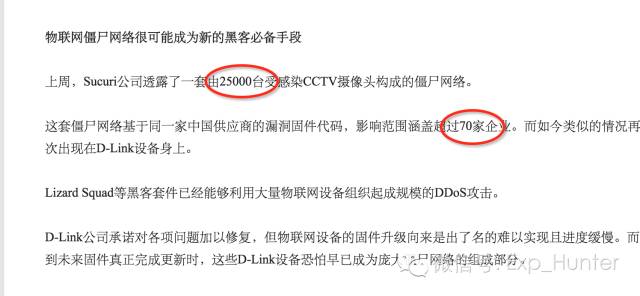 物联网僵尸网络很可能成为新的黑客必备手段
上周，Sucuri公司透露了一套由25000台受感染CCTV摄像头构成的僵尸网络。
这套僵尸网络基于同一家中国供应商的漏洞固件代码，影响范围涵盖超过70家企业。而如今类似的情况再
次出现在D-Link设备身上。
Lizard Squad等黑客套件已经能够利用大量物联网设备组织起成规模的DDoS攻击。
D-Link公司承诺对各项问题加以修复，但物联网设备的固件升级向来是出了名的难以实现且进度缓慢。而
到未来固件真正完成更新时，这些D-Link设备恐怕早已成为庞大僵尸网络的组成部分。
微信号: Exp_Hunter